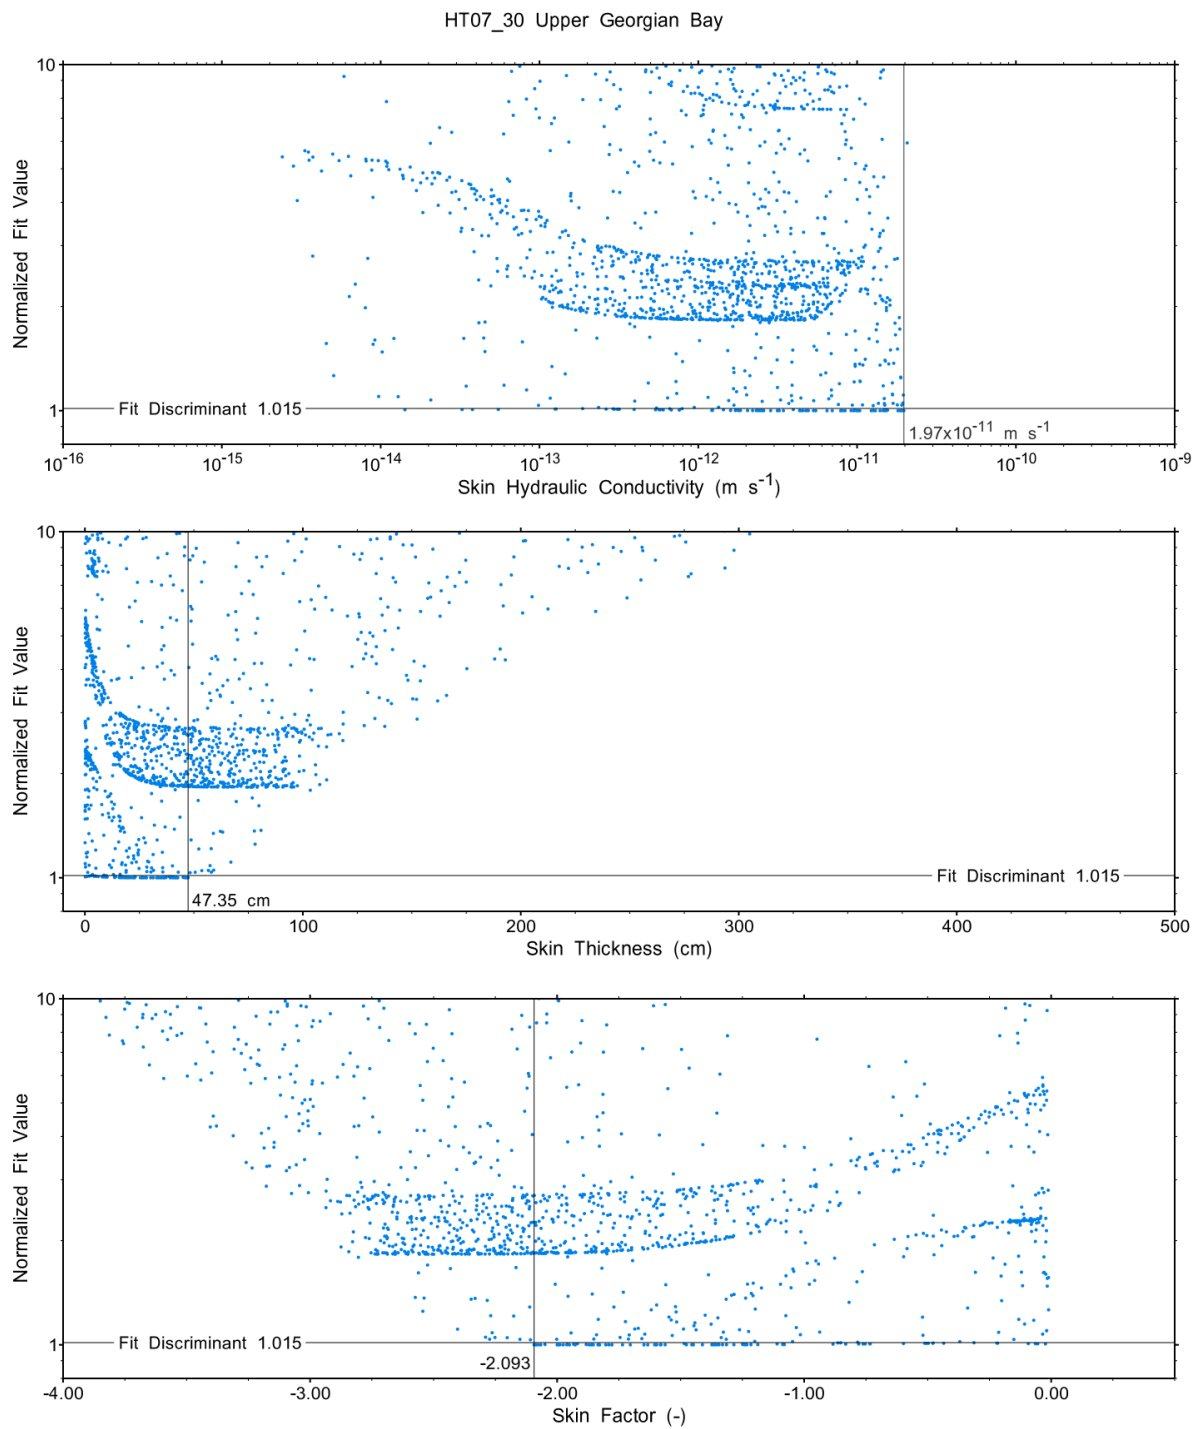 HT07_30 Upper Georgian Bay
10
Normalized Fit Value
1
Fit Discriminant 1.015
1.97x10⁻¹¹ m s⁻¹
10⁻¹⁶ 10⁻¹⁵ 10⁻¹⁴ 10⁻¹³ 10⁻¹² 10⁻¹¹ 10⁻¹⁰ 10⁻⁹
Skin Hydraulic Conductivity (m s⁻¹)
10
Normalized Fit Value
1
Fit Discriminant 1.015
47.35 cm
0 100 200 300 400 500
Skin Thickness (cm)
10
Normalized Fit Value
1
Fit Discriminant 1.015
-2.093
-4.00 -3.00 -2.00 -1.00 0.00
Skin Factor (-)